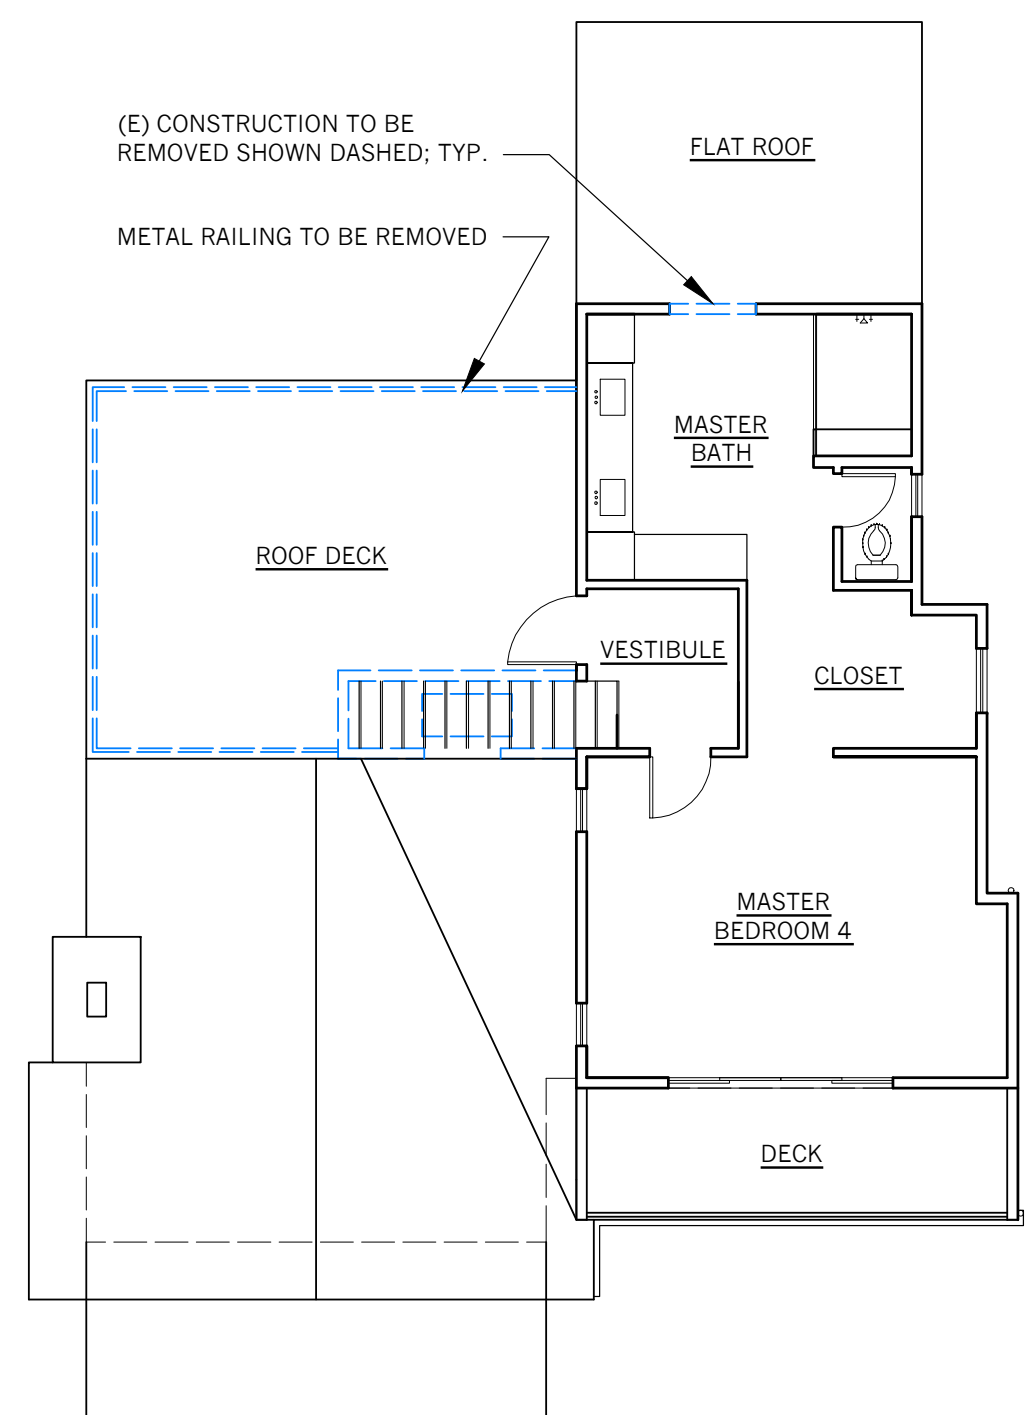 (E) CONSTRUCTION TO BE
REMOVED SHOWN DASHED; TYP.
FLAT ROOF
METAL RAILING TO BE REMOVED
MASTER
BATH
ROOF DECK
VESTIBULE
CLOSET
MASTER
BEDROOM 4
DECK